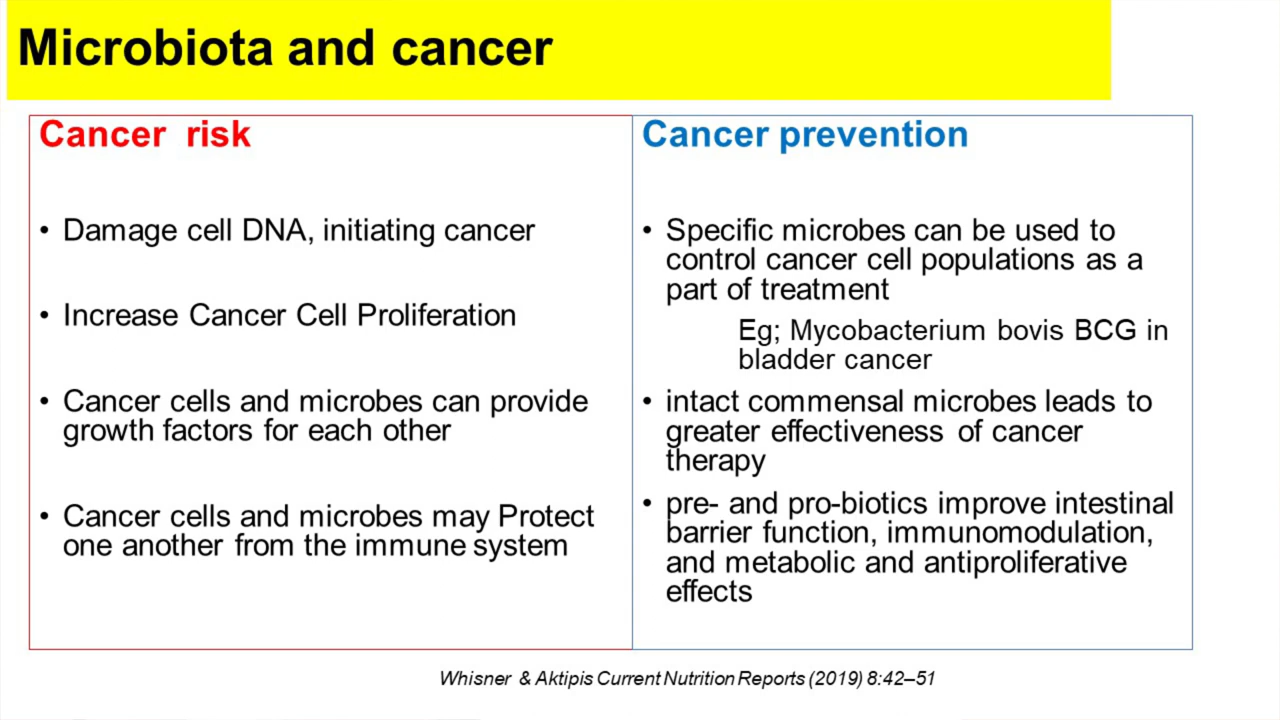 Microbiota and cancer
Cancer risk
• Damage cell DNA, initiating cancer
• Increase Cancer Cell Proliferation
• Cancer cells and microbes can provide
growth factors for each other
• Cancer cells and microbes may Protect
one another from the immune system
Cancer prevention
• Specific microbes can be used to
control cancer cell populations as a
part of treatment
Eg; Mycobacterium bovis BCG in
bladder cancer
• intact commensal microbes leads to
greater effectiveness of cancer
therapy
• pre- and pro-biotics improve intestinal
barrier function, immunomodulation,
and metabolic and antiproliferative
effects
Whisner & Aktipis Current Nutrition Reports (2019) 8:42–51